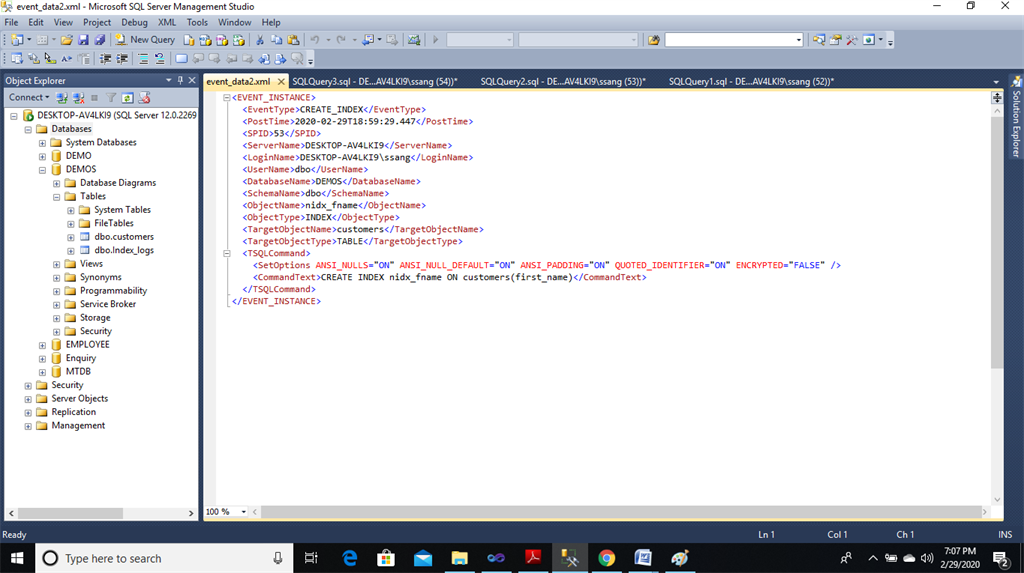 event_data2.xml - Microsoft SQL Server Management Studio
File Edit View Project Debug XML Tools Window Help
New Query
Object Explorer
Connect
DESKTOP-AV4LKI9 (SQL Server 12.0.2269
Databases
System Databases
DEMO
DEMOS
Database Diagrams
Tables
System Tables
FileTables
dbo.customers
dbo.Index_logs
Views
Synonyms
Programmability
Service Broker
Storage
Security
EMPLOYEE
Enquiry
MTDB
Security
Server Objects
Replication
Management
event_data2.xml SQLQuery3.sql - DE...AV4LKI9\ssang (54))* SQLQuery2.sql - DE...AV4LKI9\ssang (53))* SQLQuery1.sql - DE...AV4LKI9\ssang (52))*
<EVENT_INSTANCE>
<EventType>CREATE_INDEX</EventType>
<PostTime>2020-02-29T18:59:29.447</PostTime>
<SPID>53</SPID>
<ServerName>DESKTOP-AV4LKI9</ServerName>
<LoginName>DESKTOP-AV4LKI9\ssang</LoginName>
<UserName>dbo</UserName>
<DatabaseName>DEMOS</DatabaseName>
<SchemaName>dbo</SchemaName>
<ObjectName>nidx_fname</ObjectName>
<ObjectType>INDEX</ObjectType>
<TargetObjectName>customers</TargetObjectName>
<TargetObjectType>TABLE</TargetObjectType>
<TSQLCommand>
<SetOptions ANSI_NULLS="ON" ANSI_NULL_DEFAULT="ON" ANSI_PADDING="ON" QUOTED_IDENTIFIER="ON" ENCRYPTED="FALSE" />
<CommandText>CREATE INDEX nidx_fname ON customers(first_name)</CommandText>
</TSQLCommand>
</EVENT_INSTANCE>
Solution Explorer
100 %
Ready Ln 1 Col 1 Ch 1 INS
Type here to search
7:07 PM
2/29/2020
2